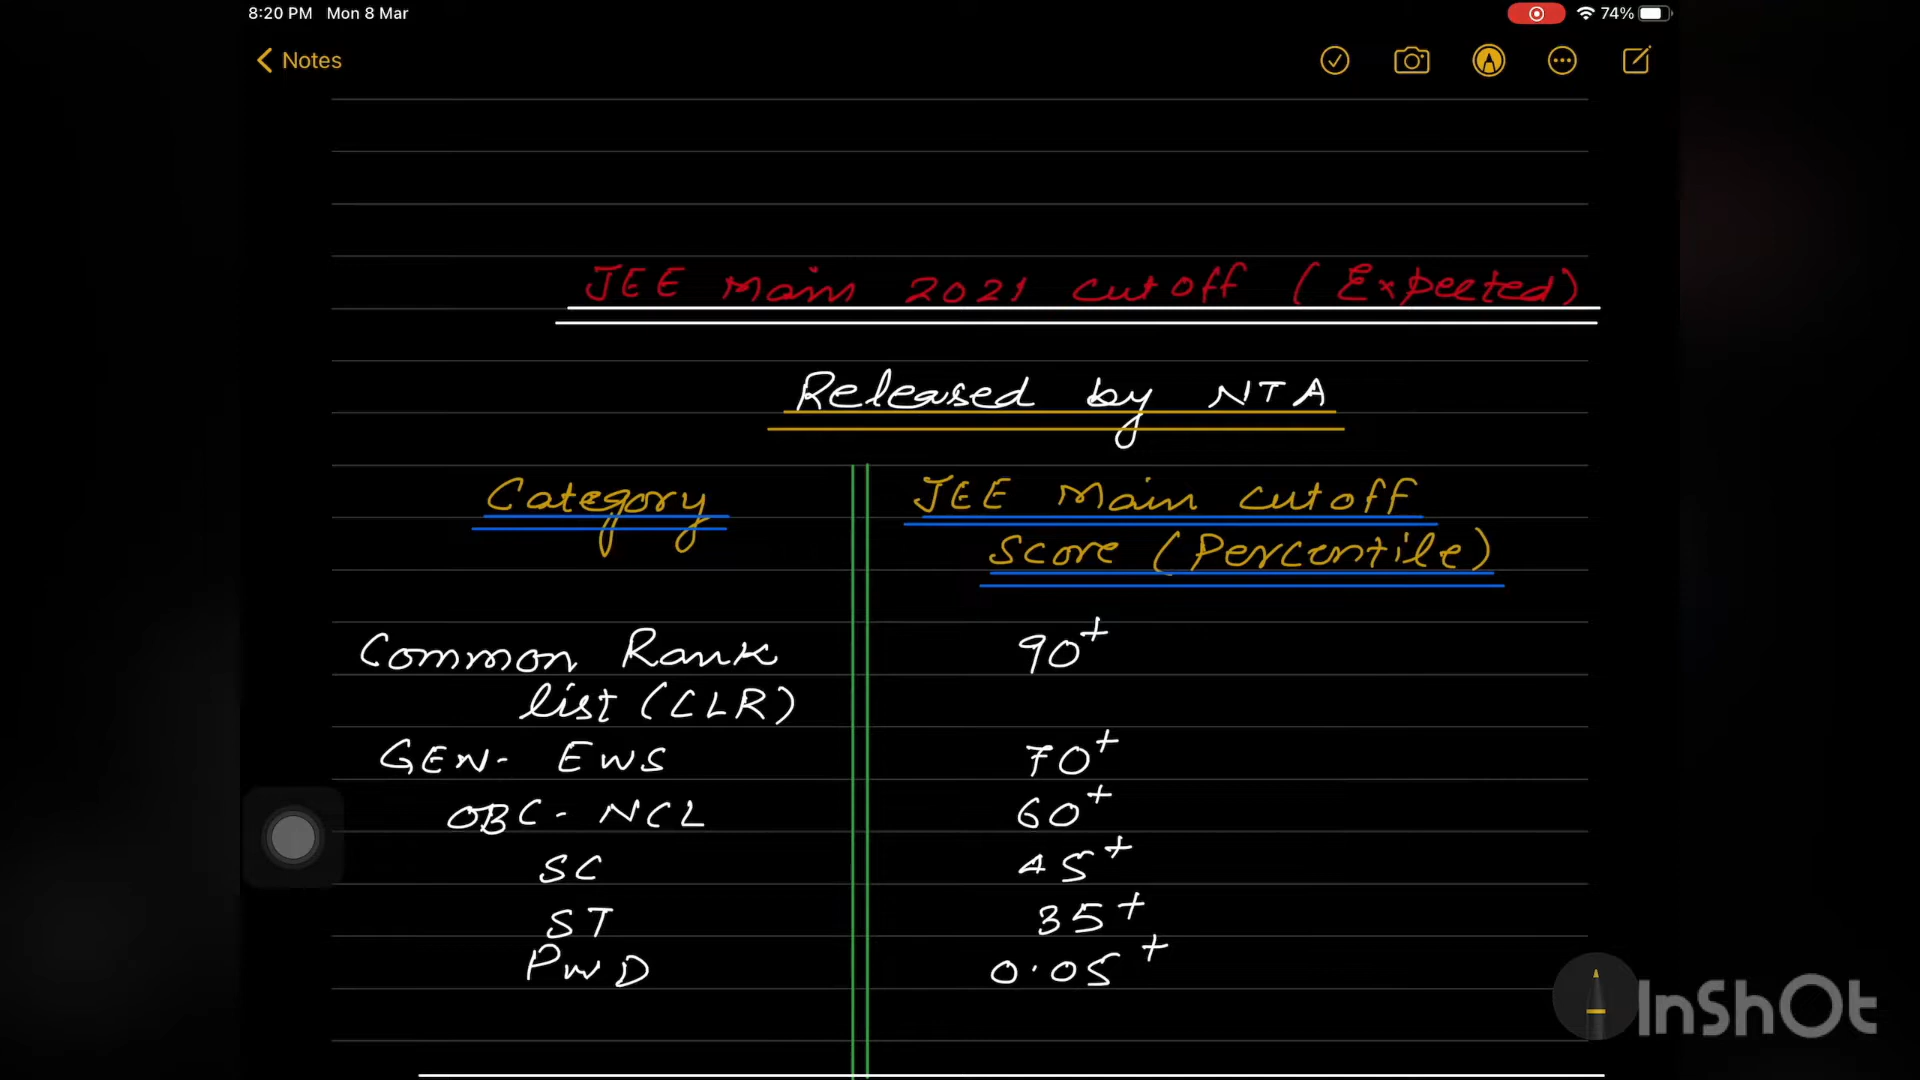 8:20 PM Mon 8 Mar 74%
Notes
JEE Main 2021 cutoff (Expected)
Released by NTA
Category JEE Main cutoff
Score (Percentile)
Common Rank 90+
list (CLR)
GEN- EWS 70+
OBC- NCL 60+
SC 45+
ST 35+
PWD 0.05+
InShOt